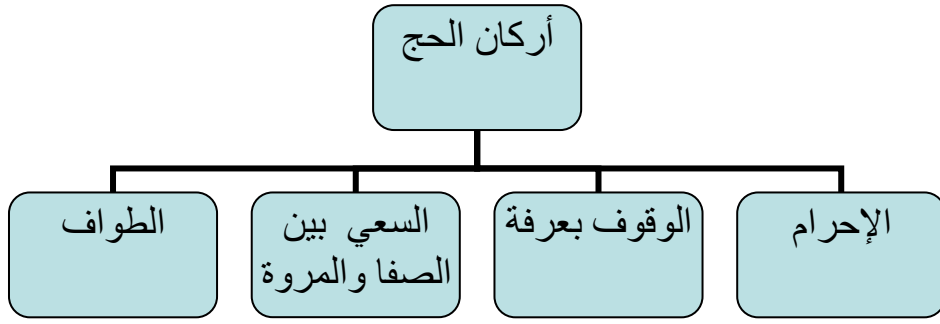 أركان الحج
الإحرام
الوقوف بعرفة
السعي بين
الصفا والمروة
الطواف